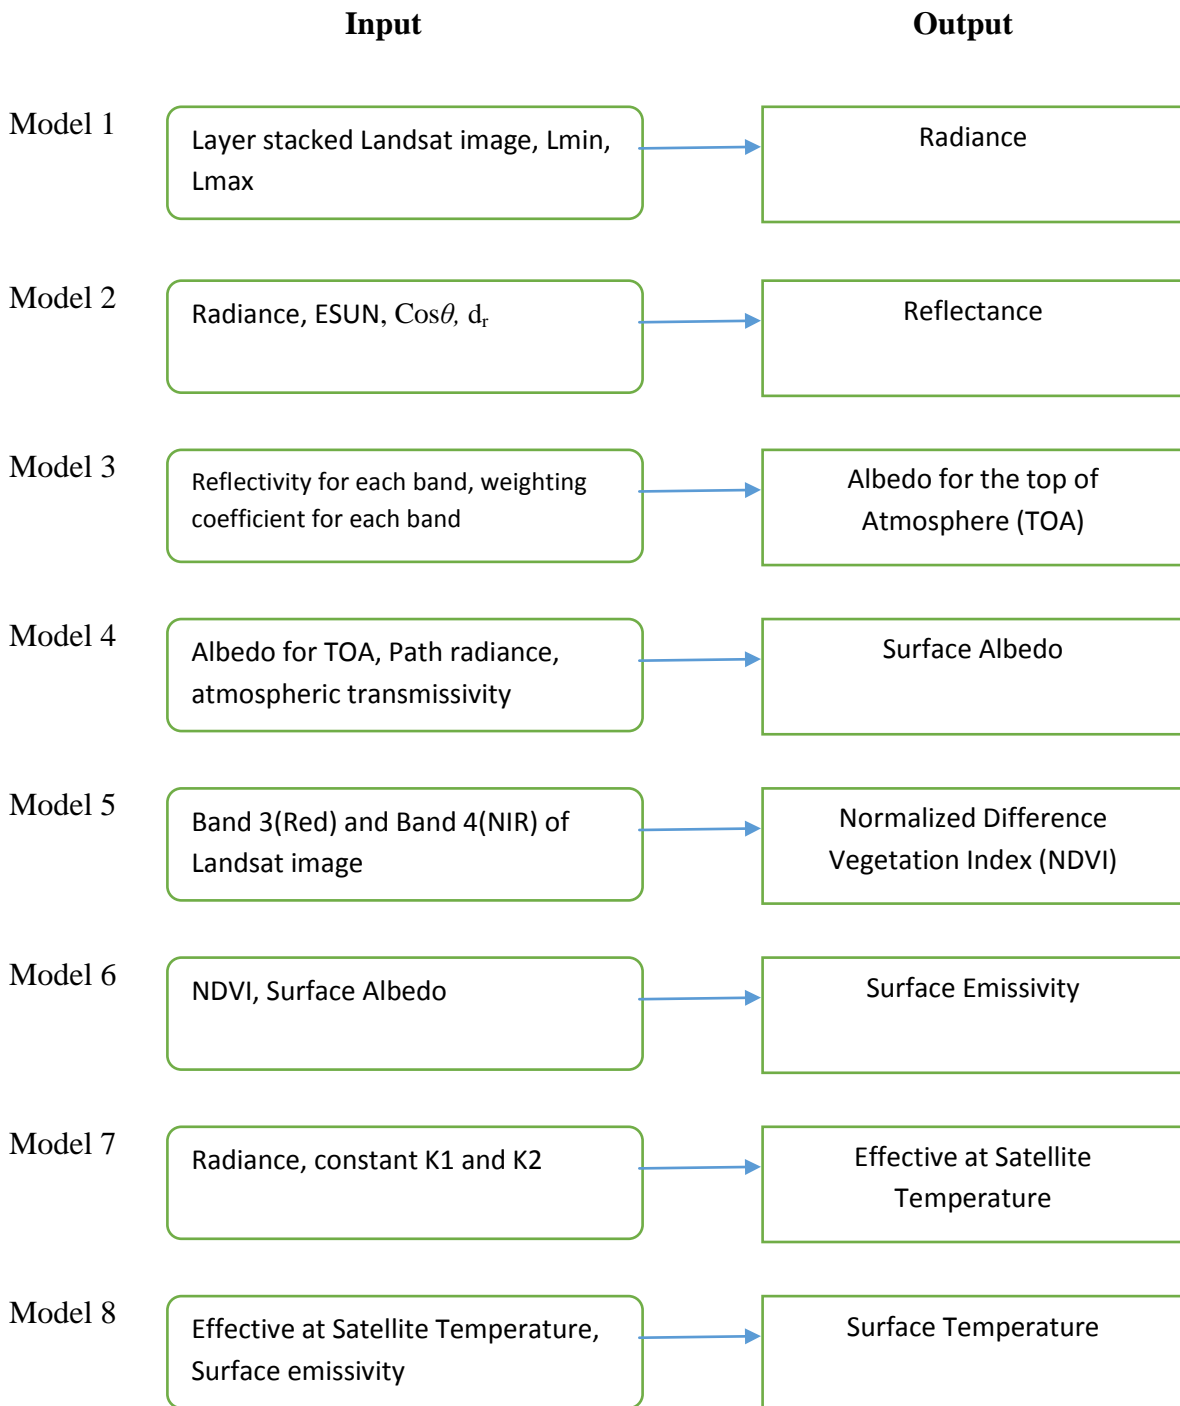 Input Output
Model 1
Layer stacked Landsat image, Lmin,
Lmax
Radiance
Model 2
Radiance, ESUN, Cosθ, dr
Reflectance
Model 3
Reflectivity for each band, weighting
coefficient for each band
Albedo for the top of
Atmosphere (TOA)
Model 4
Albedo for TOA, Path radiance,
atmospheric transmissivity
Surface Albedo
Model 5
Band 3(Red) and Band 4(NIR) of
Landsat image
Normalized Difference
Vegetation Index (NDVI)
Model 6
NDVI, Surface Albedo
Surface Emissivity
Model 7
Radiance, constant K1 and K2
Effective at Satellite
Temperature
Model 8
Effective at Satellite Temperature,
Surface emissivity
Surface Temperature